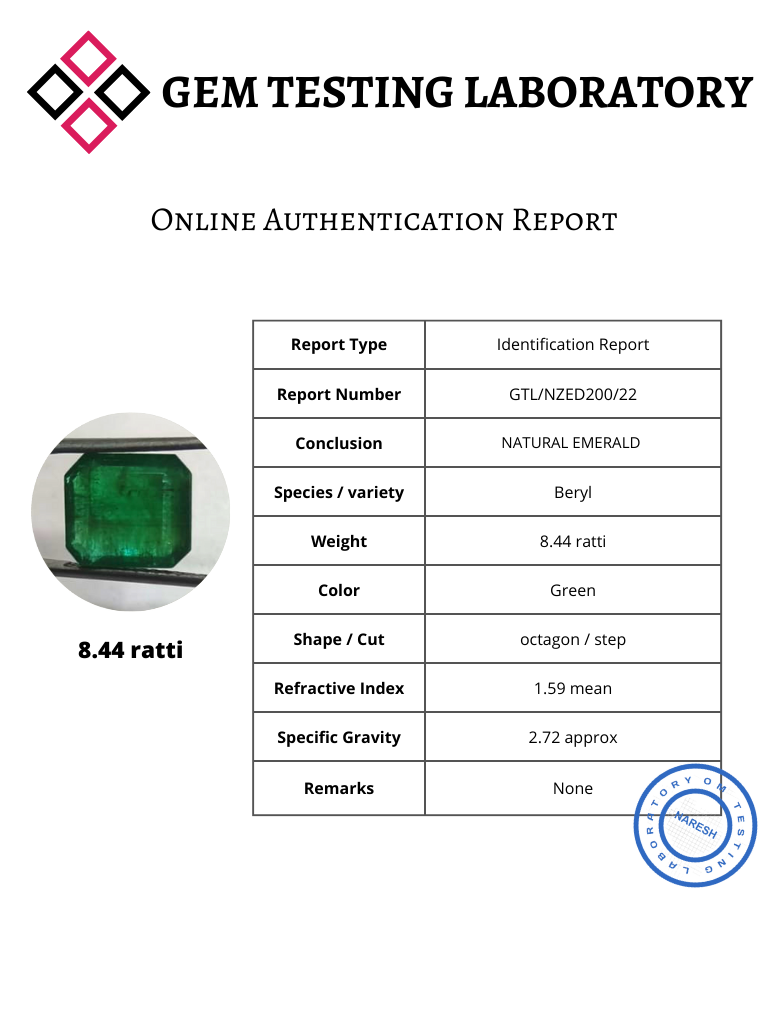 GEM TESTING LABORATORY
Online Authentication Report
Report Type Identification Report
Report Number GTL/NZED200/22
Conclusion NATURAL EMERALD
Species / variety Beryl
Weight 8.44 ratti
Color Green
Shape / Cut octagon / step
Refractive Index 1.59 mean
Specific Gravity 2.72 approx
Remarks None
8.44 ratti
OM TESTING LABORATORY
NARESH